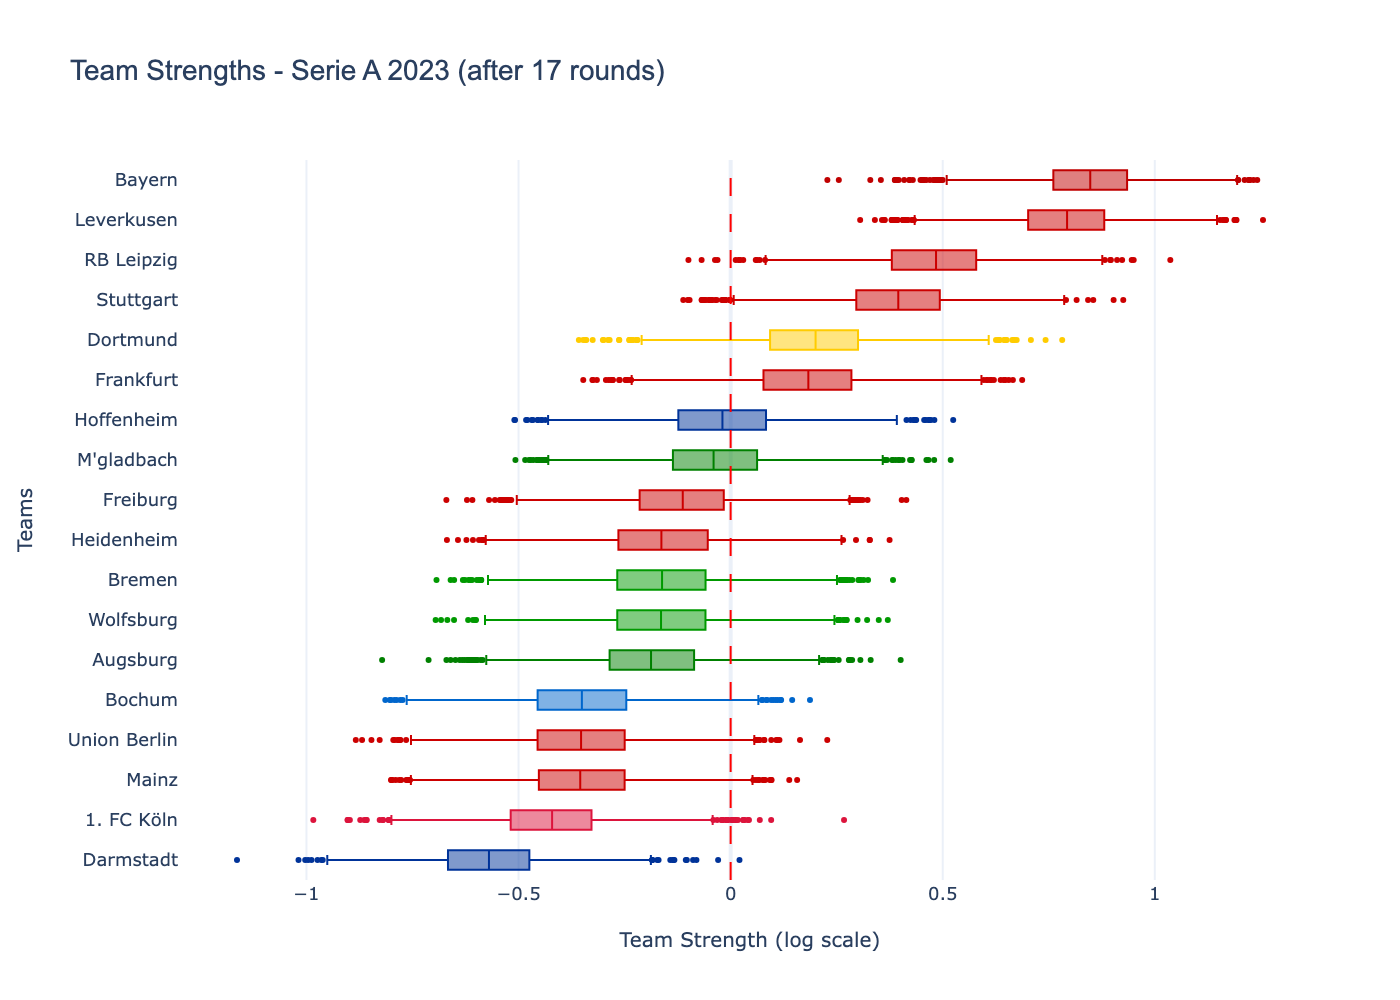 Team Strengths - Serie A 2023 (after 17 rounds)
Teams
Bayern
Leverkusen
RB Leipzig
Stuttgart
Dortmund
Frankfurt
Hoffenheim
M'gladbach
Freiburg
Heidenheim
Bremen
Wolfsburg
Augsburg
Bochum
Union Berlin
Mainz
1. FC Köln
Darmstadt
−1 −0.5 0 0.5 1
Team Strength (log scale)